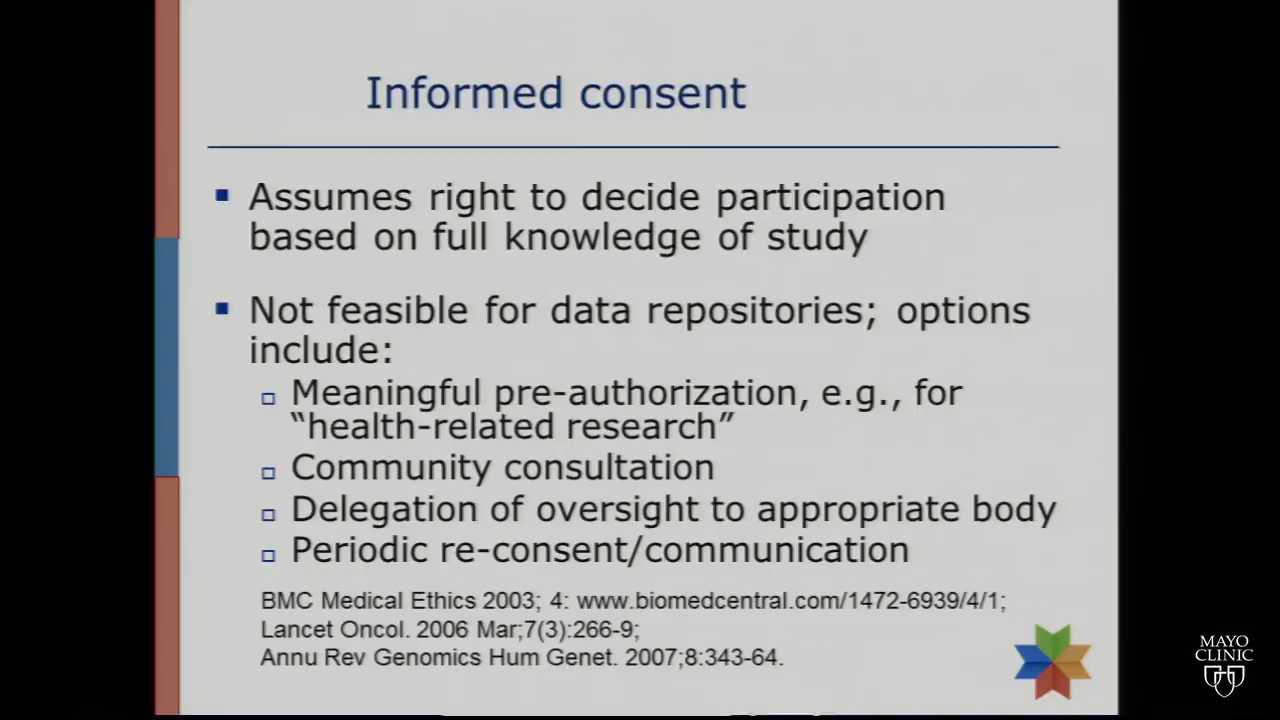 Informed consent
Assumes right to decide participation
based on full knowledge of study
Not feasible for data repositories; options
include:
Meaningful pre-authorization, e.g., for
“health-related research”
Community consultation
Delegation of oversight to appropriate body
Periodic re-consent/communication
BMC Medical Ethics 2003; 4: www.biomedcentral.com/1472-6939/4/1;
Lancet Oncol. 2006 Mar;7(3):266-9;
Annu Rev Genomics Hum Genet. 2007;8:343-64.
MAYO
CLINIC